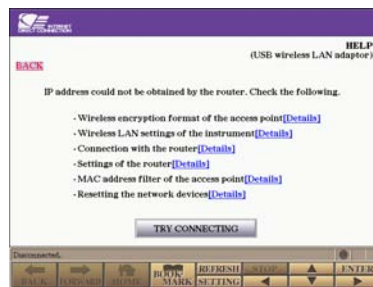 INTERNET
DIRECT CONNECTION
HELP
(USB wireless LAN adaptor)
BACK
IP address could not be obtained by the router. Check the following.
- Wireless encryption format of the access point[Details]
- Wireless LAN settings of the instrument[Details]
- Connection with the router[Details]
- Settings of the router[Details]
- MAC address filter of the access point[Details]
- Resetting the network devices[Details]
TRY CONNECTING
Disconnected.
BACK FORWARD HOME BOOK MARK REFRESH SETTING STOP ENTER